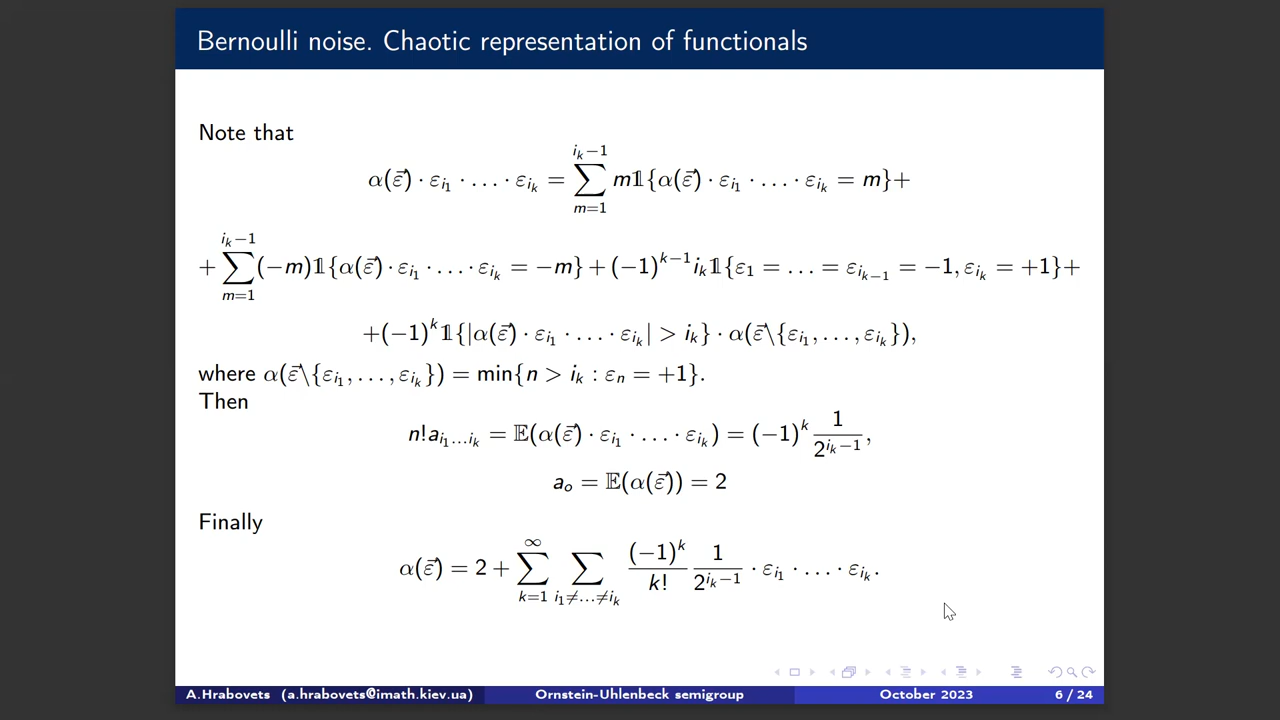 Bernoulli noise. Chaotic representation of functionals
Note that
α(ε⃗) · ε_{i_1} · … · ε_{i_k} = ∑_{m=1}^{i_k−1} m𝟙{α(ε⃗) · ε_{i_1} · … · ε_{i_k} = m}+
+ ∑_{m=1}^{i_k−1} (−m)𝟙{α(ε⃗) · ε_{i_1} · … · ε_{i_k} = −m} + (−1)^{k−1} i_k 𝟙{ε_1 = … = ε_{i_{k−1}} = −1, ε_{i_k} = +1}+
+(−1)^k 𝟙{|α(ε⃗) · ε_{i_1} · … · ε_{i_k}| > i_k} · α(ε⃗\{ε_{i_1}, …, ε_{i_k}}),
where α(ε⃗\{ε_{i_1}, …, ε_{i_k}}) = min{n > i_k : ε_n = +1}.
Then
n!a_{i_1…i_k} = 𝔼(α(ε⃗) · ε_{i_1} · … · ε_{i_k}) = (−1)^k \frac{1}{2^{i_k−1}},
a_o = 𝔼(α(ε⃗)) = 2
Finally
α(ε⃗) = 2 + ∑_{k=1}^{∞} ∑_{i_1≠…≠i_k} \frac{(−1)^k}{k!} \frac{1}{2^{i_k−1}} · ε_{i_1} · … · ε_{i_k}.
A.Hrabovets (a.hrabovets@imath.kiev.ua) Ornstein-Uhlenbeck semigroup October 2023 6 / 24